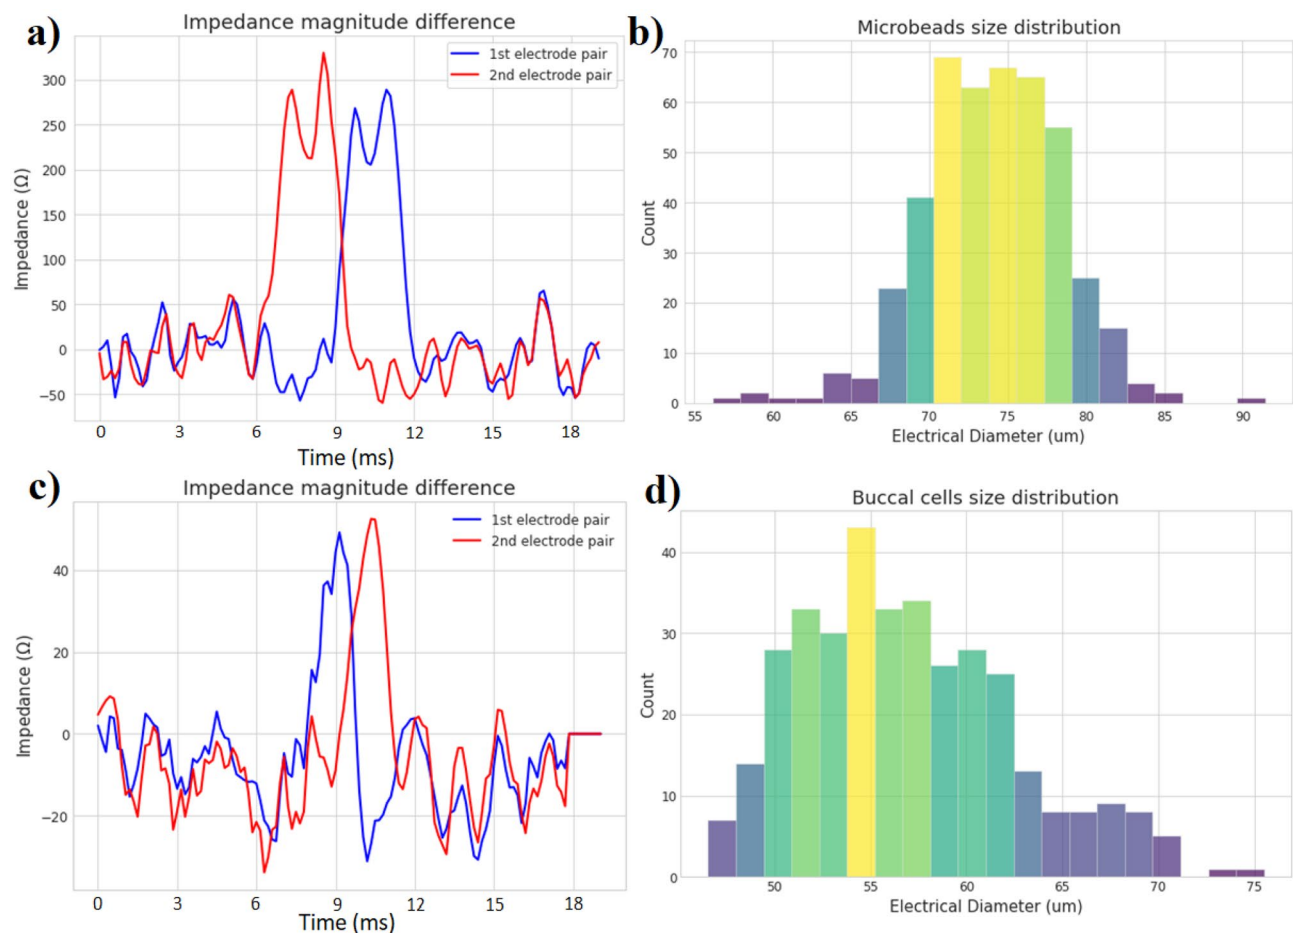 a)
Impedance magnitude difference
1st electrode pair
2nd electrode pair
Impedance (Ω)
300
250
200
150
100
50
0
−50
0 3 6 9 12 15 18
Time (ms)
b)
Microbeads size distribution
Count
70
60
50
40
30
20
10
0
55 60 65 70 75 80 85 90
Electrical Diameter (um)
c)
Impedance magnitude difference
1st electrode pair
2nd electrode pair
Impedance (Ω)
40
20
0
−20
0 3 6 9 12 15 18
Time (ms)
d)
Buccal cells size distribution
Count
40
30
20
10
0
50 55 60 65 70 75
Electrical Diameter (um)